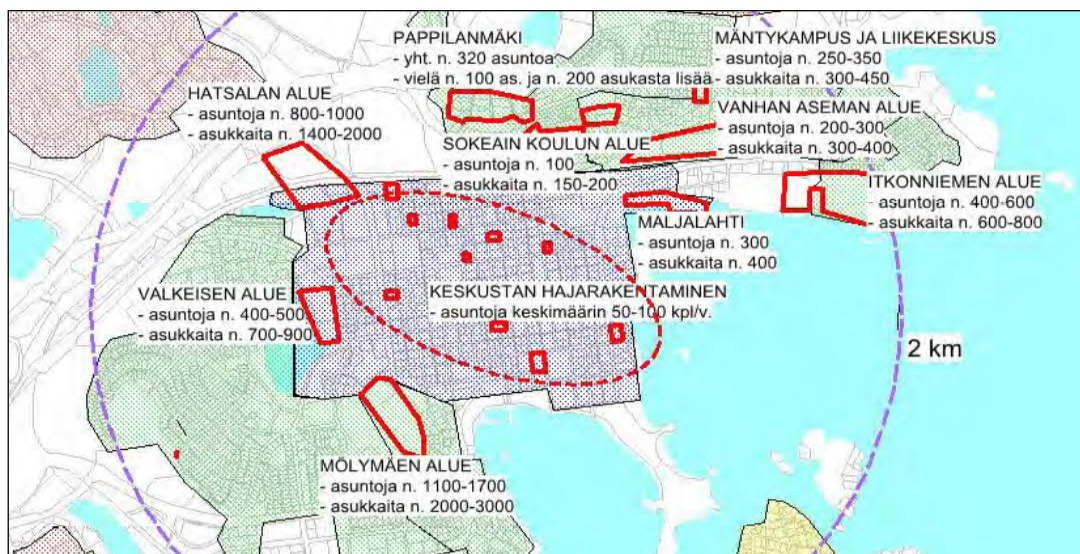 PAPPILANMÄKI
- yht. n. 320 asuntoa
- vielä n. 100 as. ja n. 200 asukasta lisää
MÄNTYKAMPUS JA LIIKEKESKUS
- asuntoja n. 250-350
- asukkaita n. 300-450
HATSALAN ALUE
- asuntoja n. 800-1000
- asukkaita n. 1400-2000
VANHAN ASEMAN ALUE
- asuntoja n. 200-300
- asukkaita n. 300-400
SOKEAIN KOULUN ALUE
- asuntoja n. 100
- asukkaita n. 150-200
ITKONNIEMEN ALUE
- asuntoja n. 400-600
- asukkaita n. 600-800
MALJALAHTI
- asuntoja n. 300
- asukkaita n. 400
VALKEISEN ALUE
- asuntoja n. 400-500
- asukkaita n. 700-900
KESKUSTAN HAJARAKENTAMINEN
- asuntoja keskimäärin 50-100 kpl/v.
2 km
MÖLYMÄEN ALUE
- asuntoja n. 1100-1700
- asukkaita n. 2000-3000